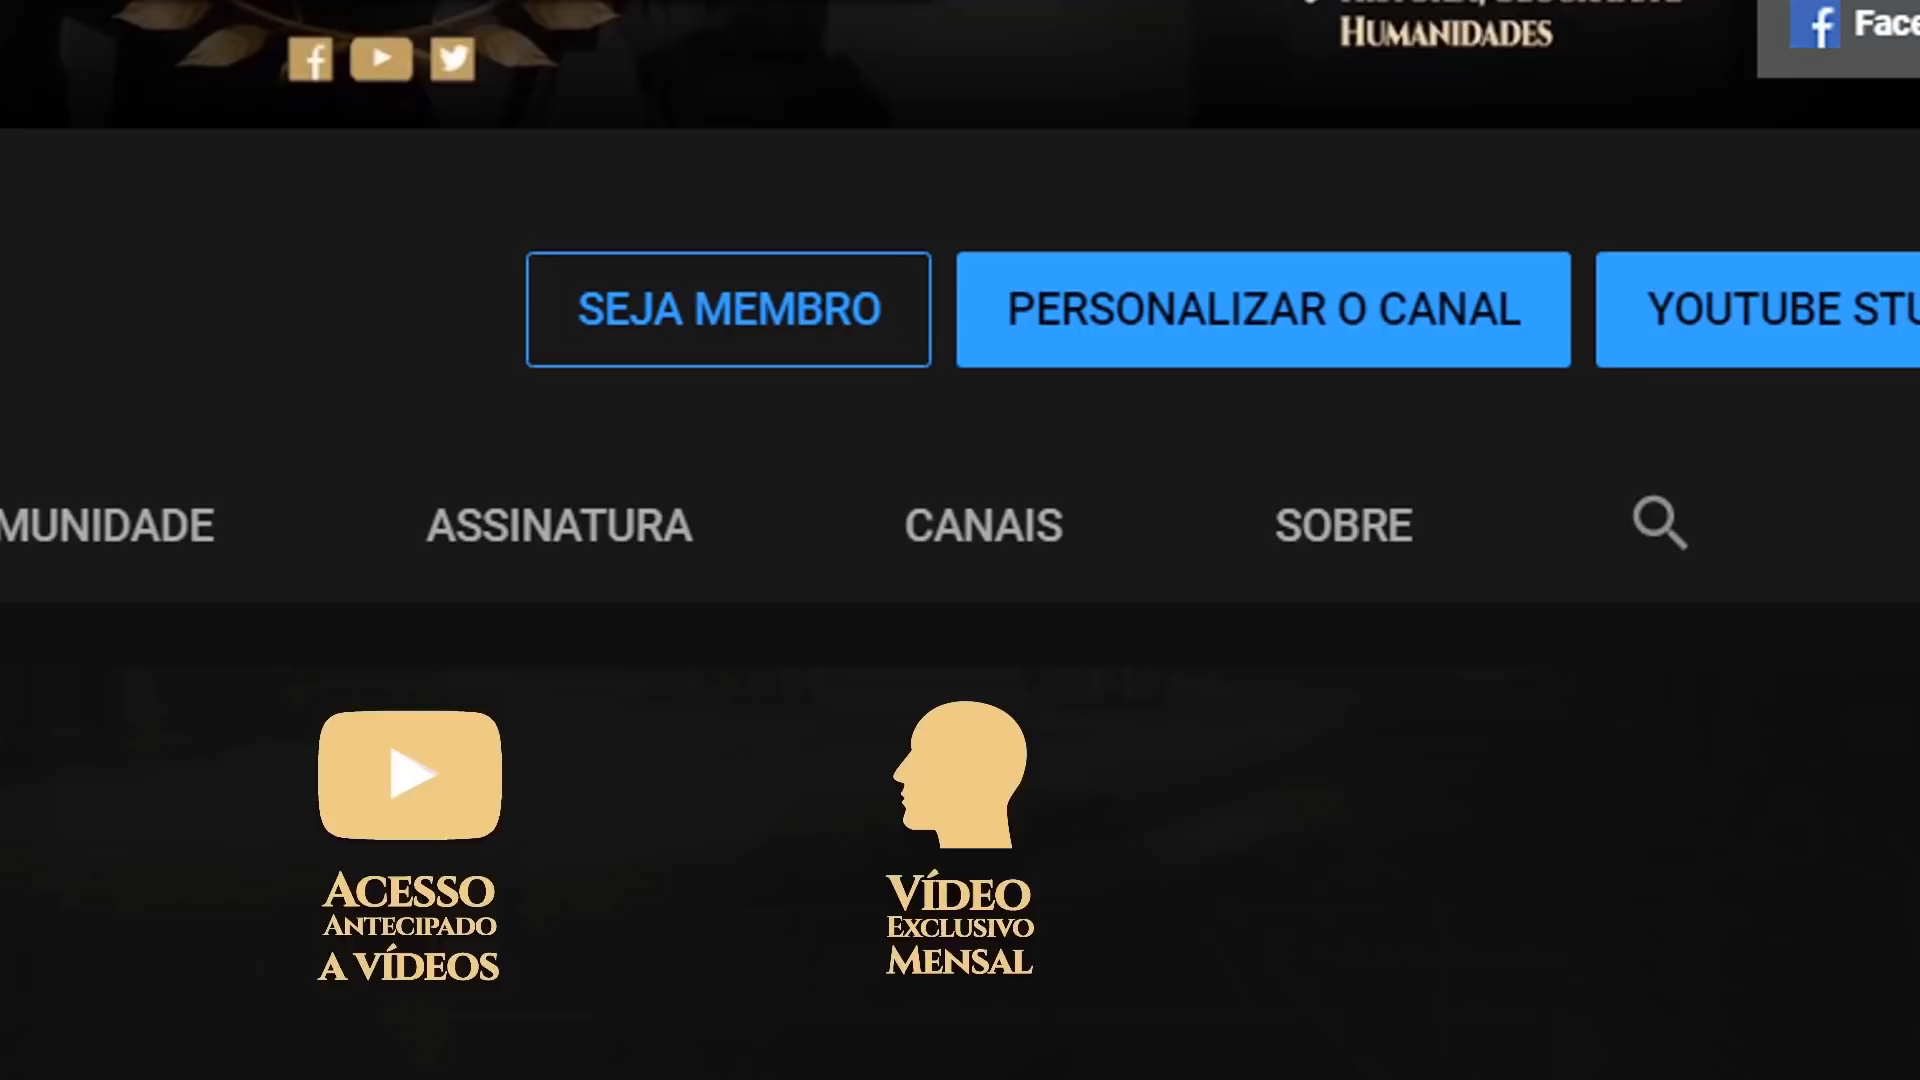 HUMANIDADES
Face
SEJA MEMBRO
PERSONALIZAR O CANAL
YOUTUBE STU
MUNIDADE
ASSINATURA
CANAIS
SOBRE
ACESSO
ANTECIPADO
A VÍDEOS
VÍDEO
EXCLUSIVO
MENSAL